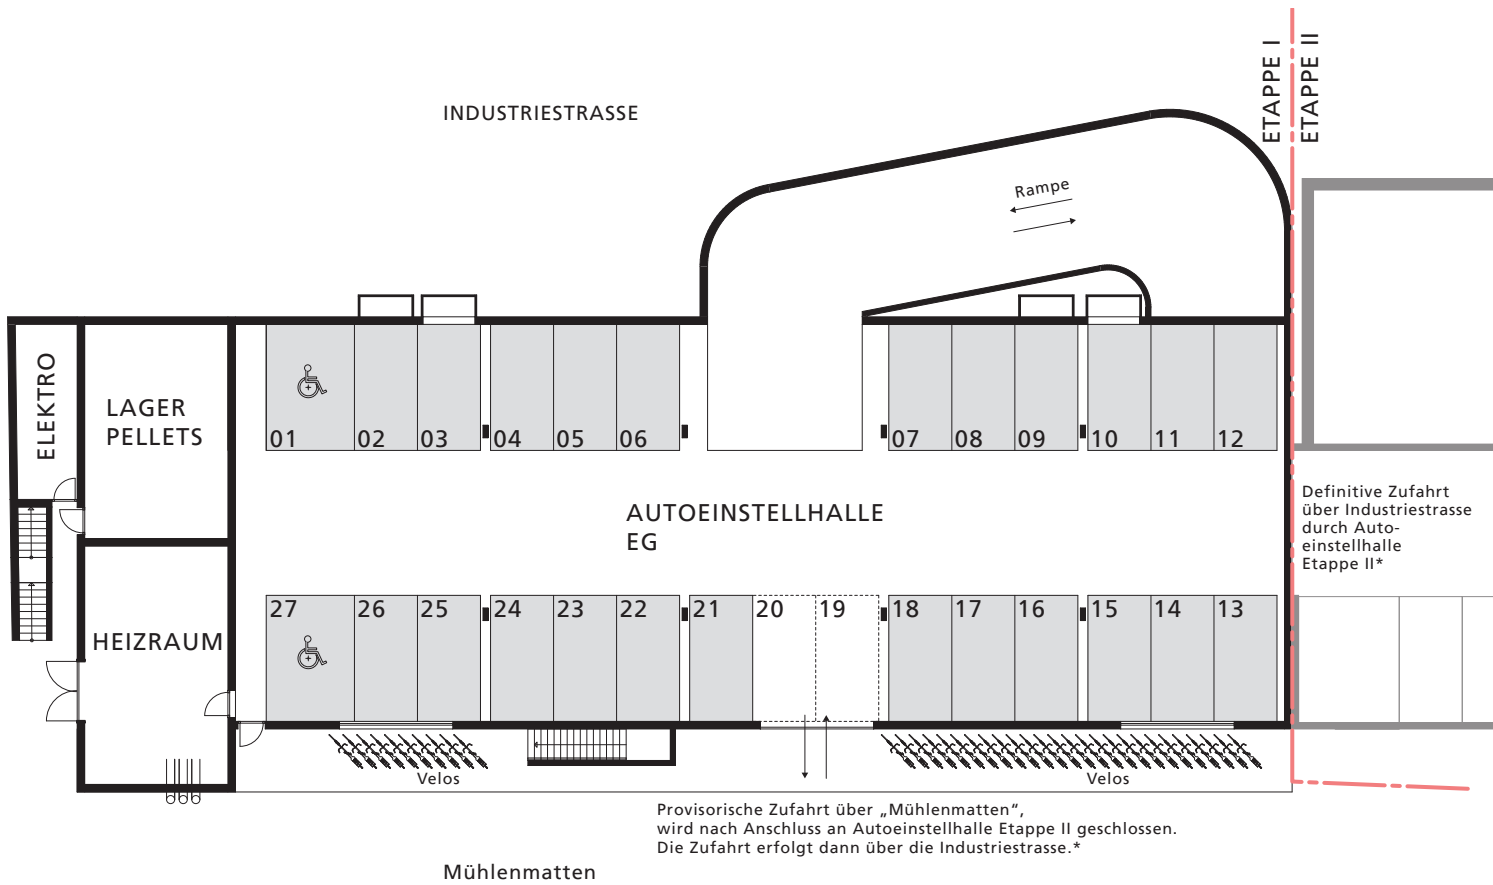 ETAPPE I
ETAPPE II
INDUSTRIESTRASSE
Rampe
ELEKTRO
LAGER
PELLETS
01 02 03 04 05 06 07 08 09 10 11 12
AUTOEINSTELLHALLE
EG
Definitive Zufahrt
über Industriestrasse
durch Auto-
einstellhalle
Etappe II*
27 26 25 24 23 22 21 20 19 18 17 16 15 14 13
HEIZRAUM
Velos
Velos
Provisorische Zufahrt über „Mühlenmatten“,
wird nach Anschluss an Autoeinstellhalle Etappe II geschlossen.
Die Zufahrt erfolgt dann über die Industriestrasse.*
Mühlenmatten